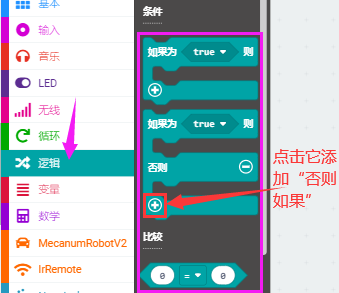 基本
输入
音乐
LED
无线
循环
逻辑
变量
数学
MecanumRobotV2
IrRemote
条件
如果为 true 则
如果为 true 则
否则
比较
0 = 0
点击它添
加“否则
如果”